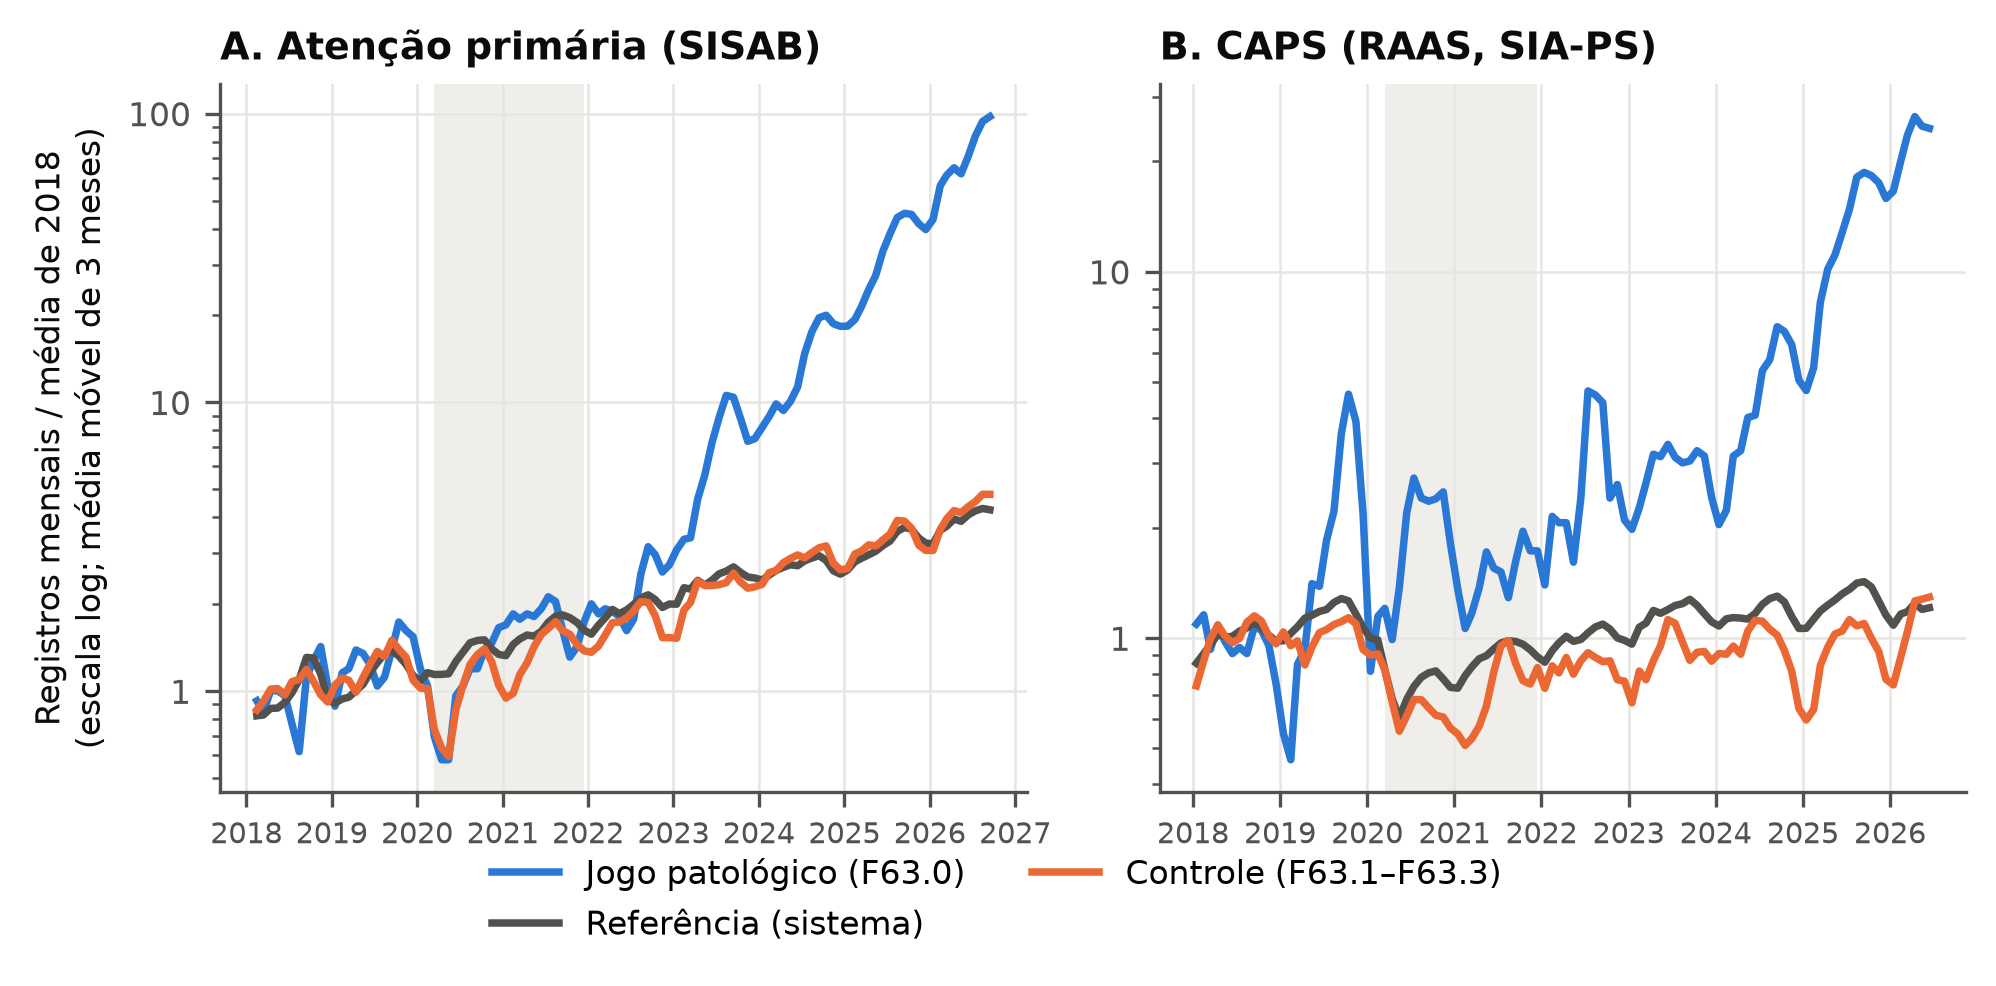 A. Atenção primária (SISAB)
B. CAPS (RAAS, SIA-PS)
Registros mensais / média de 2018
(escala log; média móvel de 3 meses)
100
10
1
10
1
2018 2019 2020 2021 2022 2023 2024 2025 2026 2027
2018 2019 2020 2021 2022 2023 2024 2025 2026
Jogo patológico (F63.0)
Controle (F63.1–F63.3)
Referência (sistema)